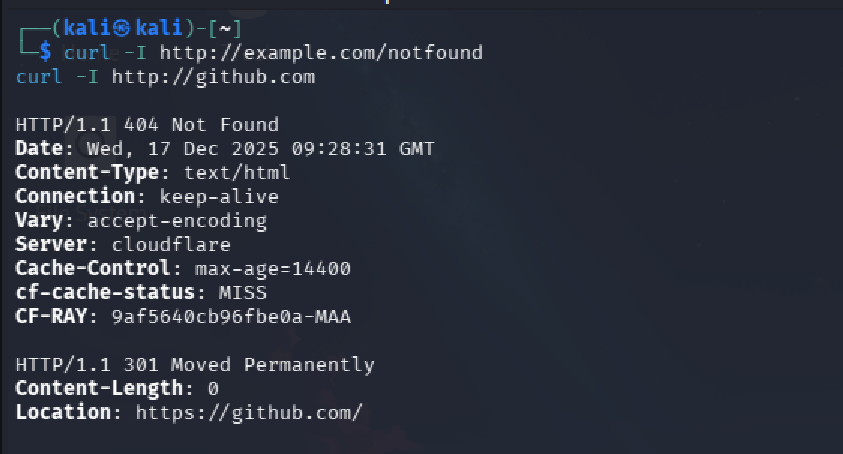 ┌──(kali㉿kali)-[~]
└─$ curl -I http://example.com/notfound
curl -I http://github.com
HTTP/1.1 404 Not Found
Date: Wed, 17 Dec 2025 09:28:31 GMT
Content-Type: text/html
Connection: keep-alive
Vary: accept-encoding
Server: cloudflare
Cache-Control: max-age=14400
cf-cache-status: MISS
CF-RAY: 9af5640cb96fbe0a-MAA
HTTP/1.1 301 Moved Permanently
Content-Length: 0
Location: https://github.com/